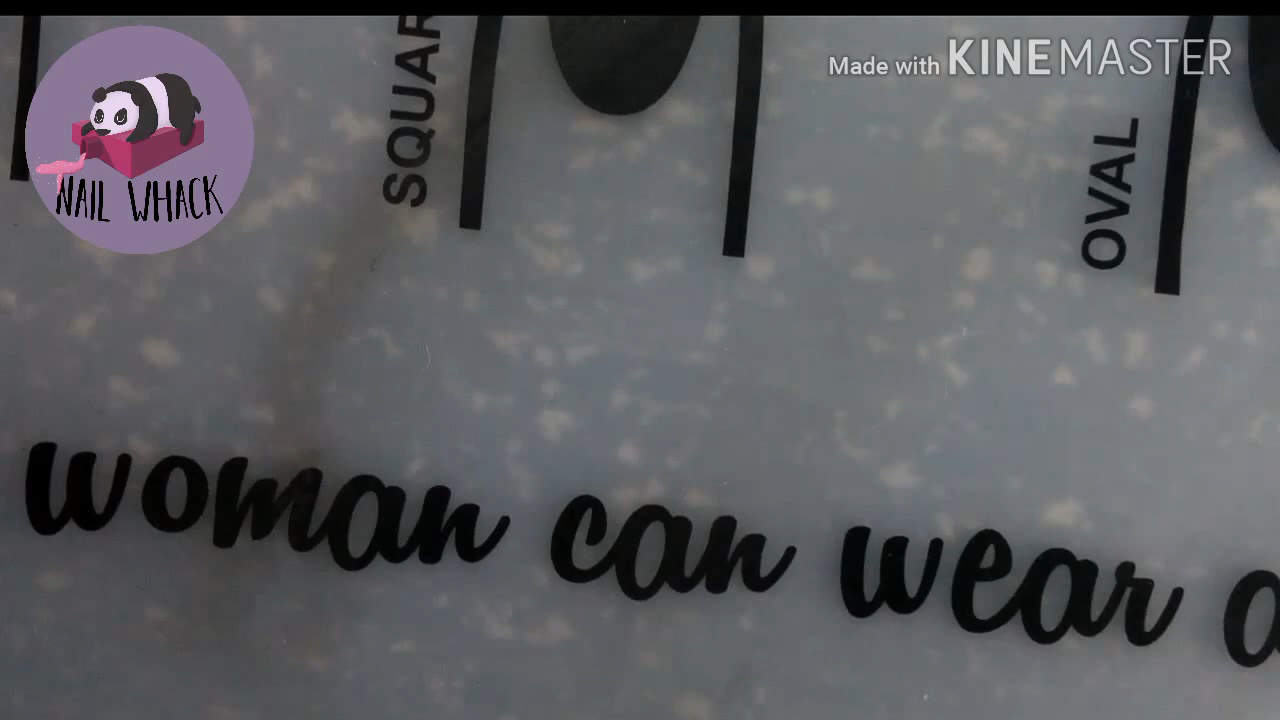 NAIL WHACK
Made with KINEMASTER
SQUAR
OVAL
woman can wear a